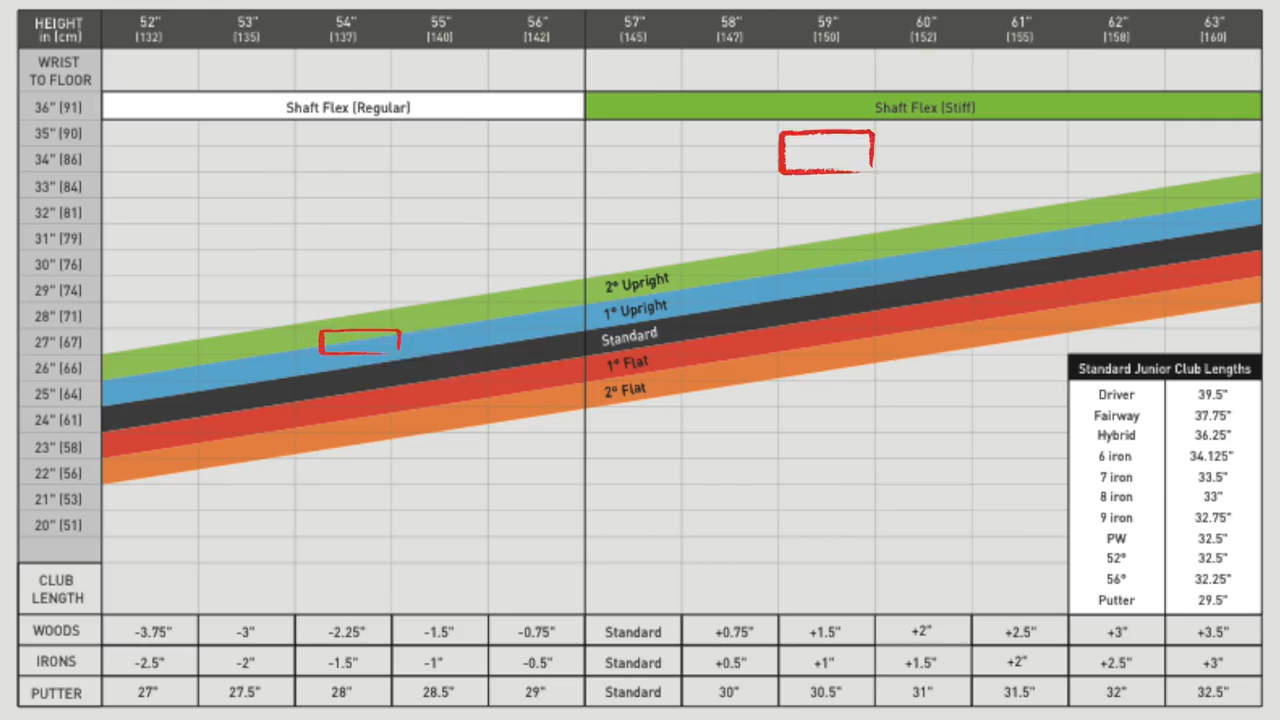 HEIGHT in (cm) 52" (132) 53" (135) 54" (137) 55" (140) 56" (142) 57" (145) 58" (147) 59" (150) 60" (152) 61" (155) 62" (158) 63" (160)
WRIST TO FLOOR
36" (91) Shaft Flex (Regular) Shaft Flex (Stiff)
35" (90)
34" (86)
33" (84)
32" (81)
31" (79)
30" (76)
29" (74)
28" (71)
27" (67)
26" (66)
25" (64)
24" (61)
23" (58)
22" (56)
21" (53)
20" (51)
2° Upright
1° Upright
Standard
1° Flat
2° Flat
Standard Junior Club Lengths
Driver 39.5"
Fairway 37.75"
Hybrid 36.25"
6 iron 34.125"
7 iron 33.5"
8 iron 33"
9 iron 32.75"
PW 32.5"
52° 32.5"
56° 32.25"
Putter 29.5"
CLUB LENGTH
WOODS -3.75" -3" -2.25" -1.5" -0.75" Standard +0.75" +1.5" +2" +2.5" +3" +3.5"
IRONS -2.5" -2" -1.5" -1" -0.5" Standard +0.5" +1" +1.5" +2" +2.5" +3"
PUTTER 27" 27.5" 28" 28.5" 29" Standard 30" 30.5" 31" 31.5" 32" 32.5"